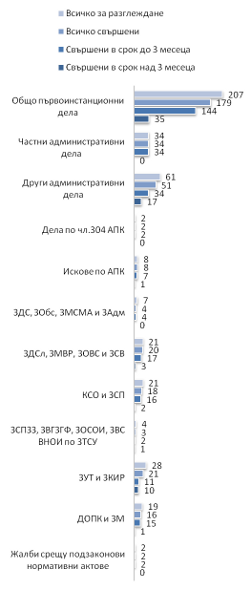 Всичко за разглеждане
Всичко свършени
Свършени в срок до 3 месеца
Свършени в срок над 3 месеца
Общо първоинстанционни
дела
207
179
144
35
Частни административни
дела
34
34
34
0
Други административни
дела
61
51
34
17
Дела по чл.304 АПК
2
2
2
0
Искове по АПК
8
8
7
1
ЗДС, ЗОбс, ЗМСМА и ЗАдм
7
4
4
0
ЗДСл, ЗМВР, ЗОВС и ЗСВ
21
20
17
3
КСО и ЗСП
21
18
16
2
ЗСПЗЗ, ЗВГЗГФ, ЗОСОИ, ЗВС
ВНОИ по ЗТСУ
4
3
2
1
ЗУТ и ЗКИР
28
21
11
10
ДОПК и ЗМ
19
16
15
1
Жалби срещу подзаконови
нормативни актове
2
2
2
0